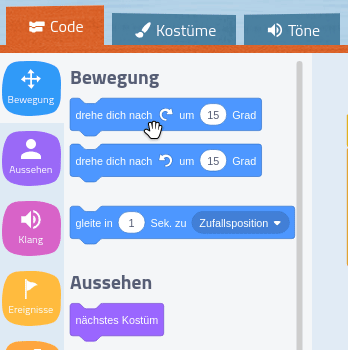 Code
Kostüme
Töne
Bewegung
Aussehen
Klang
Ereignisse
Bewegung
drehe dich nach um 15 Grad
drehe dich nach um 15 Grad
gleite in 1 Sek. zu Zufallsposition
Aussehen
nächstes Kostüm